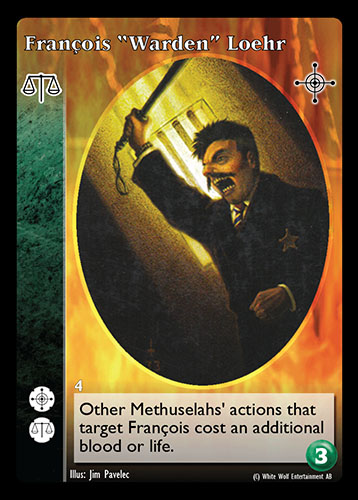 François "Warden" Loehr
4
Other Methuselahs' actions that
target François cost an additional
blood or life.
3
Illus: Jim Pavelec
(C) White Wolf Entertainment AB